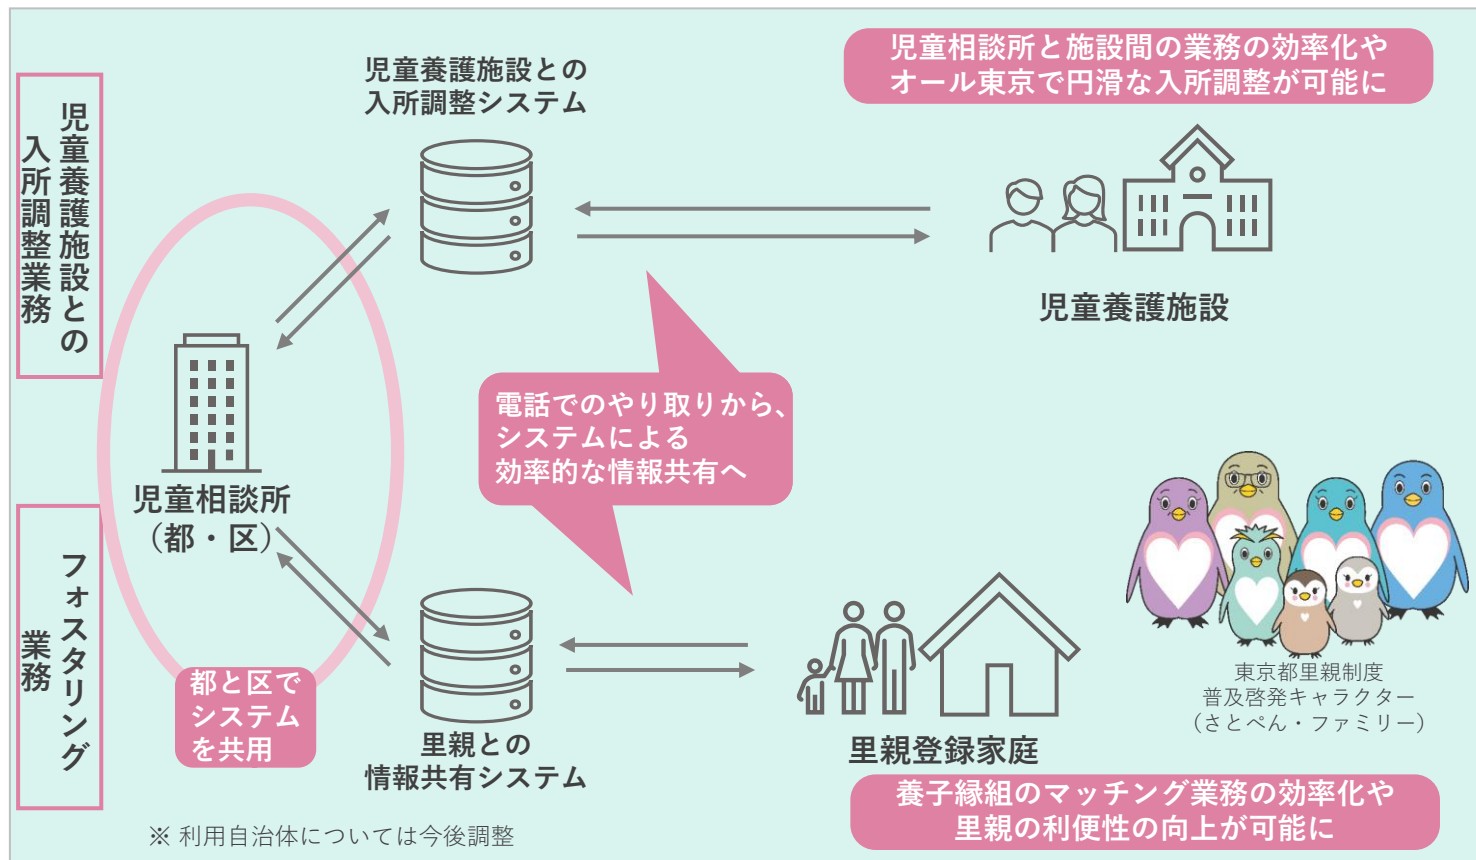 児童養護施設との
入所調整業務
児童養護施設との
入所調整システム
児童相談所と施設間の業務の効率化や
オール東京で円滑な入所調整が可能に
児童養護施設
電話でのやり取りから、
システムによる
効率的な情報共有へ
児童相談所
（都・区）
フォスタリング
業務
都と区で
システム
を共用
里親との
情報共有システム
里親登録家庭
東京都里親制度
普及啓発キャラクター
（さとぺん・ファミリー）
養子縁組のマッチング業務の効率化や
里親の利便性の向上が可能に
※ 利用自治体については今後調整